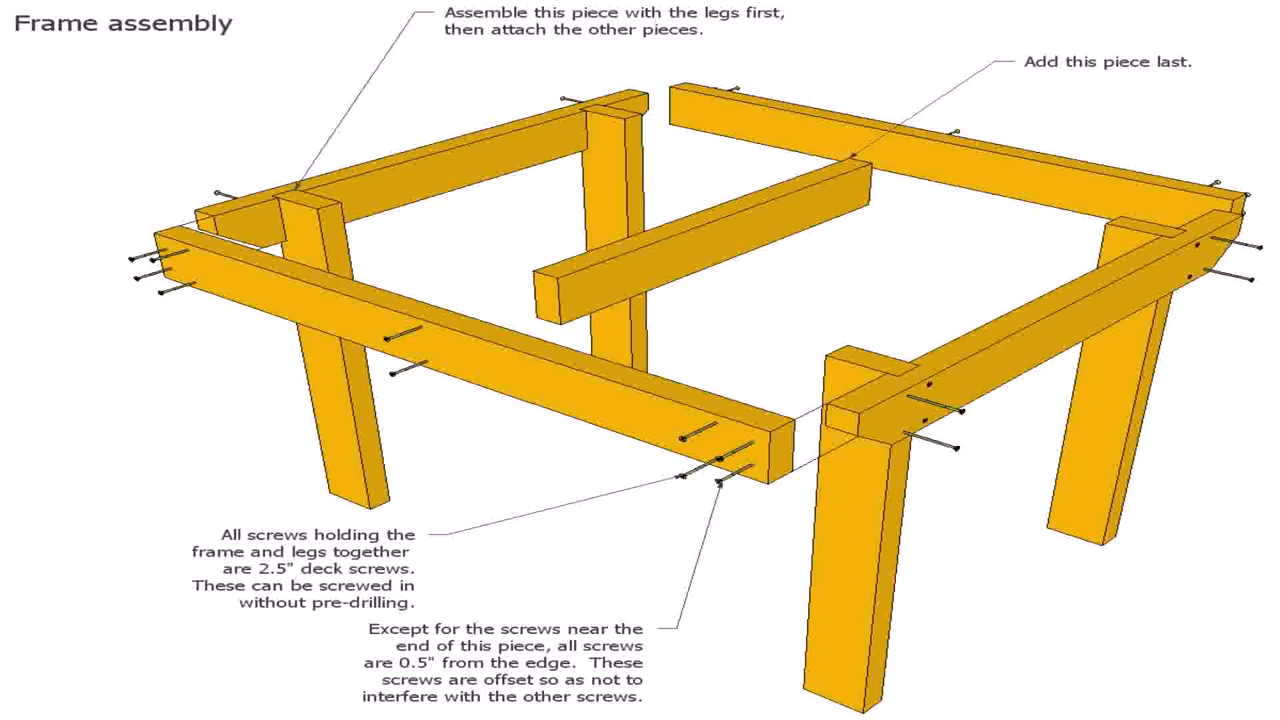 Frame assembly
Assemble this piece with the legs first,
then attach the other pieces.
Add this piece last.
All screws holding the
frame and legs together
are 2.5" deck screws.
These can be screwed in
without pre-drilling.
Except for the screws near the
end of this piece, all screws
are 0.5" from the edge.  These
screws are offset so as not to
interfere with the other screws.